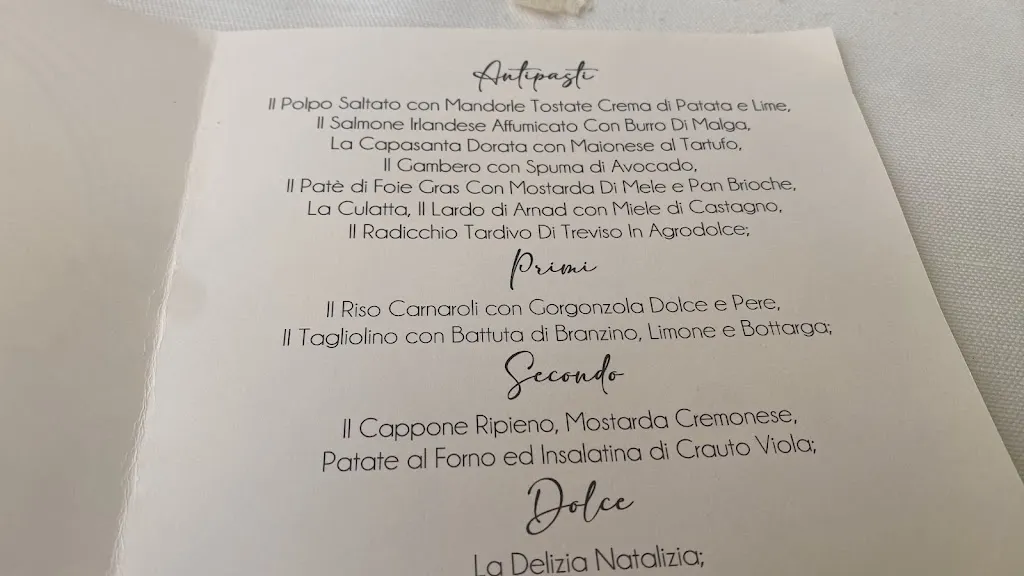 Antipasti
Il Polpo Saltato con Mandorle Tostate Crema di Patata e Lime,
Il Salmone Irlandese Affumicato Con Burro Di Malga,
La Capasanta Dorata con Maionese al Tartufo,
Il Gambero con Spuma di Avocado,
Il Patè di Foie Gras Con Mostarda Di Mele e Pan Brioche,
La Culatta, Il Lardo di Arnad con Miele di Castagno,
Il Radicchio Tardivo Di Treviso In Agrodolce;
Primi
Il Riso Carnaroli con Gorgonzola Dolce e Pere,
Il Tagliolino con Battuta di Branzino, Limone e Bottarga;
Secondo
Il Cappone Ripieno, Mostarda Cremonese,
Patate al Forno ed Insalatina di Crauto Viola;
Dolce
La Delizia Natalizia;